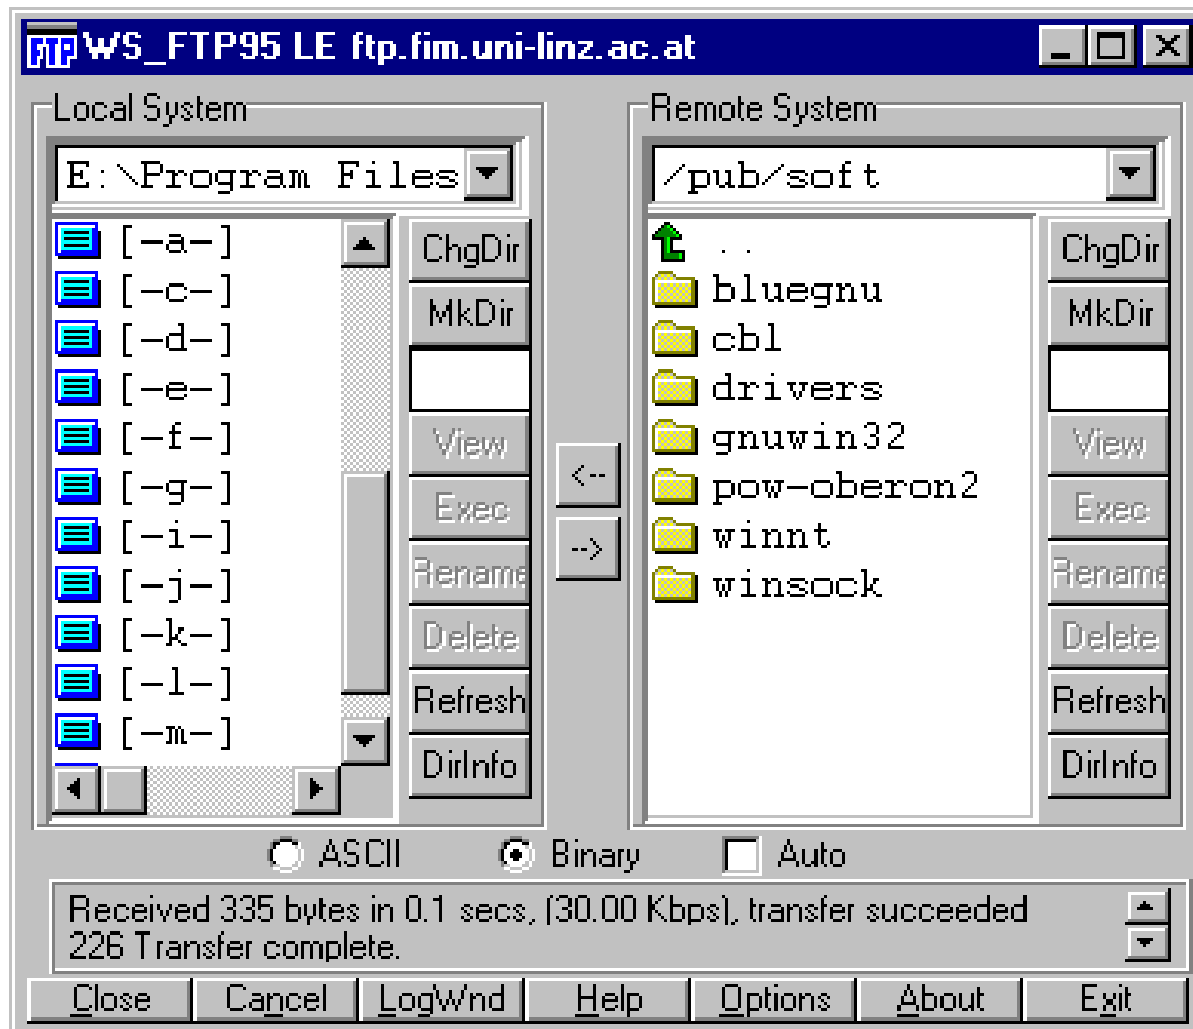 FTP WS_FTP95 LE ftp.fim.uni-linz.ac.at
Local System
E:\Program Files
[-a-]
[-c-]
[-d-]
[-e-]
[-f-]
[-g-]
[-i-]
[-j-]
[-k-]
[-l-]
[-m-]
ChgDir
MkDir
View
Exec
Rename
Delete
Refresh
DirInfo
<--
-->
Remote System
/pub/soft
..
bluegnu
cbl
drivers
gnuwin32
pow-oberon2
winnt
winsock
ChgDir
MkDir
View
Exec
Rename
Delete
Refresh
DirInfo
ASCII Binary Auto
Received 335 bytes in 0.1 secs, (30.00 Kbps), transfer succeeded
226 Transfer complete.
Close Cancel LogWnd Help Options About Exit